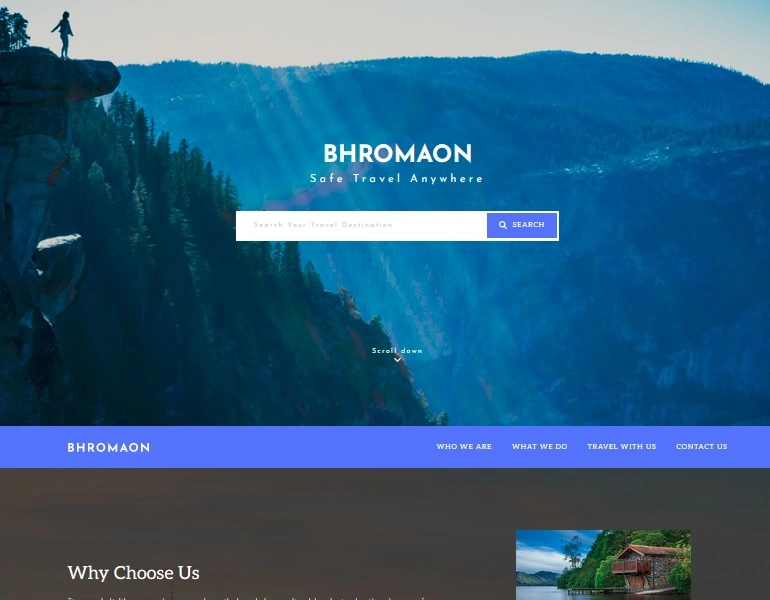 BHROMAON
Safe Travel Anywhere
Search Your Travel Destination
SEARCH
Scroll down
BHROMAON
WHO WE ARE
WHAT WE DO
TRAVEL WITH US
CONTACT US
Why Choose Us